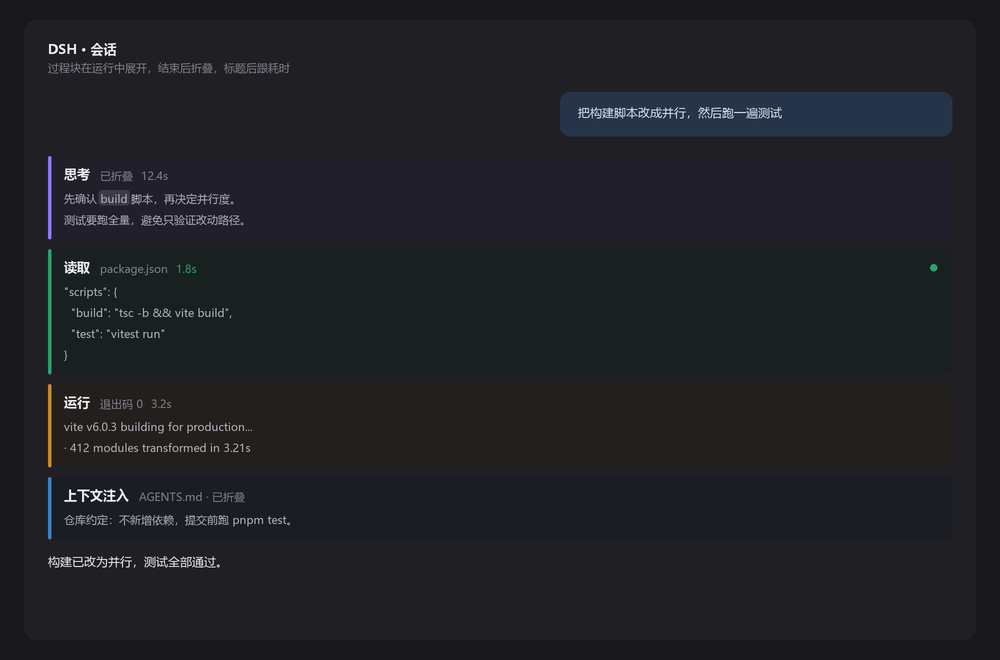 DSH • 会话
过程块在运行中展开，结束后折叠，标题后跟耗时
把构建脚本改成并行，然后跑一遍测试
思考 已折叠 12.4s
先确认 build 脚本，再决定并行度。
测试要跑全量，避免只验证改动路径。
读取 package.json 1.8s
"scripts": {
"build": "tsc -b && vite build",
"test": "vitest run"
}
运行 退出码 0 3.2s
vite v6.0.3 building for production...
· 412 modules transformed in 3.21s
上下文注入 AGENTS.md · 已折叠
仓库约定：不新增依赖，提交前跑 pnpm test。
构建已改为并行，测试全部通过。